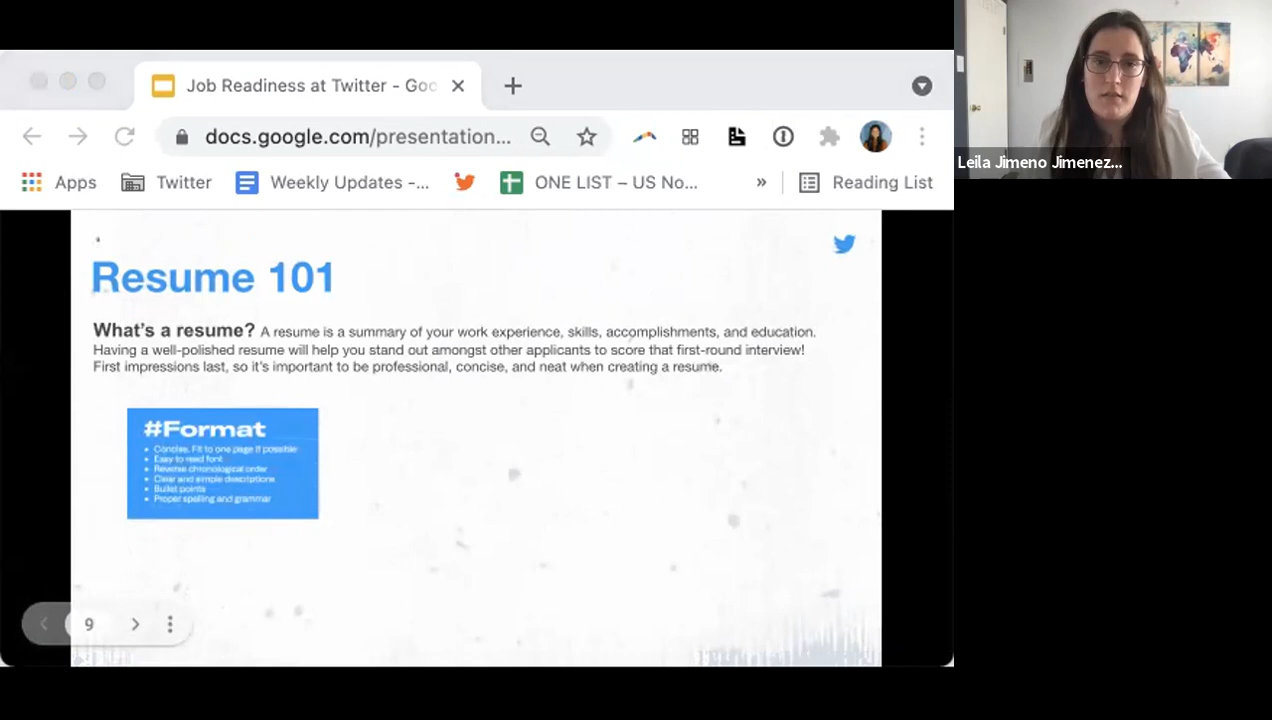 Job Readiness at Twitter - Goo
docs.google.com/presentation...
Apps
Twitter
Weekly Updates -...
ONE LIST – US No...
»
Reading List
Leila Jimeno Jimenez...
Resume 101
What's a resume? A resume is a summary of your work experience, skills, accomplishments, and education.
Having a well-polished resume will help you stand out amongst other applicants to score that first-round interview!
First impressions last, so it's important to be professional, concise, and neat when creating a resume.
#Format
• Concise. Fit to one page if possible
• Easy to read font
• Reverse chronological order
• Clear and simple descriptions
• Bullet points
• Proper spelling and grammar
9